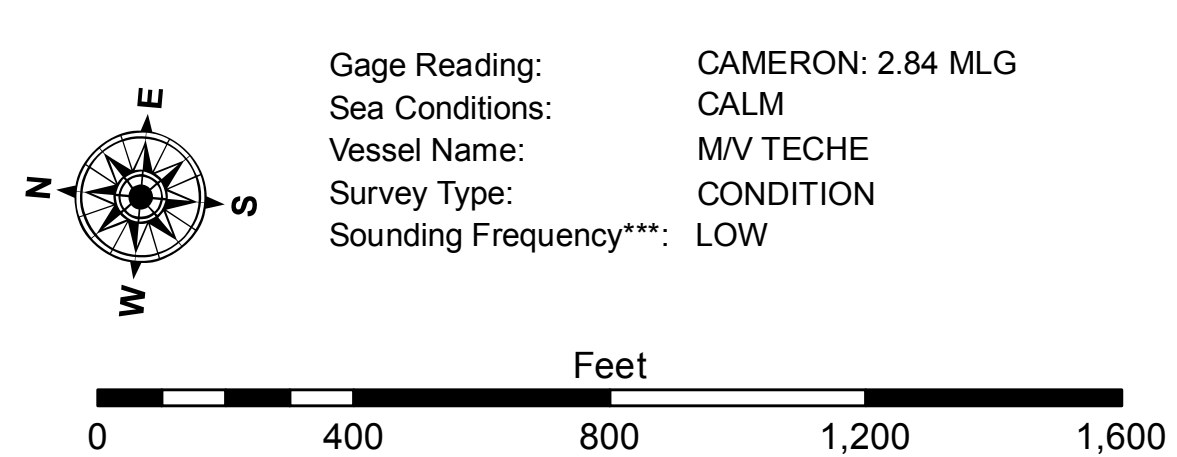 E
N
S
W
Gage Reading: CAMERON: 2.84 MLG
Sea Conditions: CALM
Vessel Name: M/V TECHE
Survey Type: CONDITION
Sounding Frequency***: LOW
Feet
0 400 800 1,200 1,600